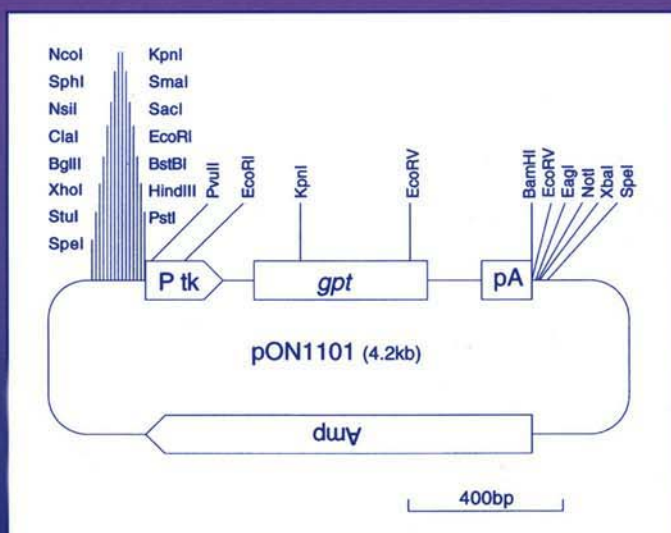 NcoI
SphI
NsiI
ClaI
BglII
XhoI
StuI
SpeI
KpnI
SmaI
SacI
EcoRI
BstBI
HindIII
PstI
PvuII
EcoRI
KpnI
EcoRV
BamHI
EcoRV
EagI
NotI
XbaI
SpeI
P tk
gpt
pA
pON1101 (4.2kb)
Amp
400bp